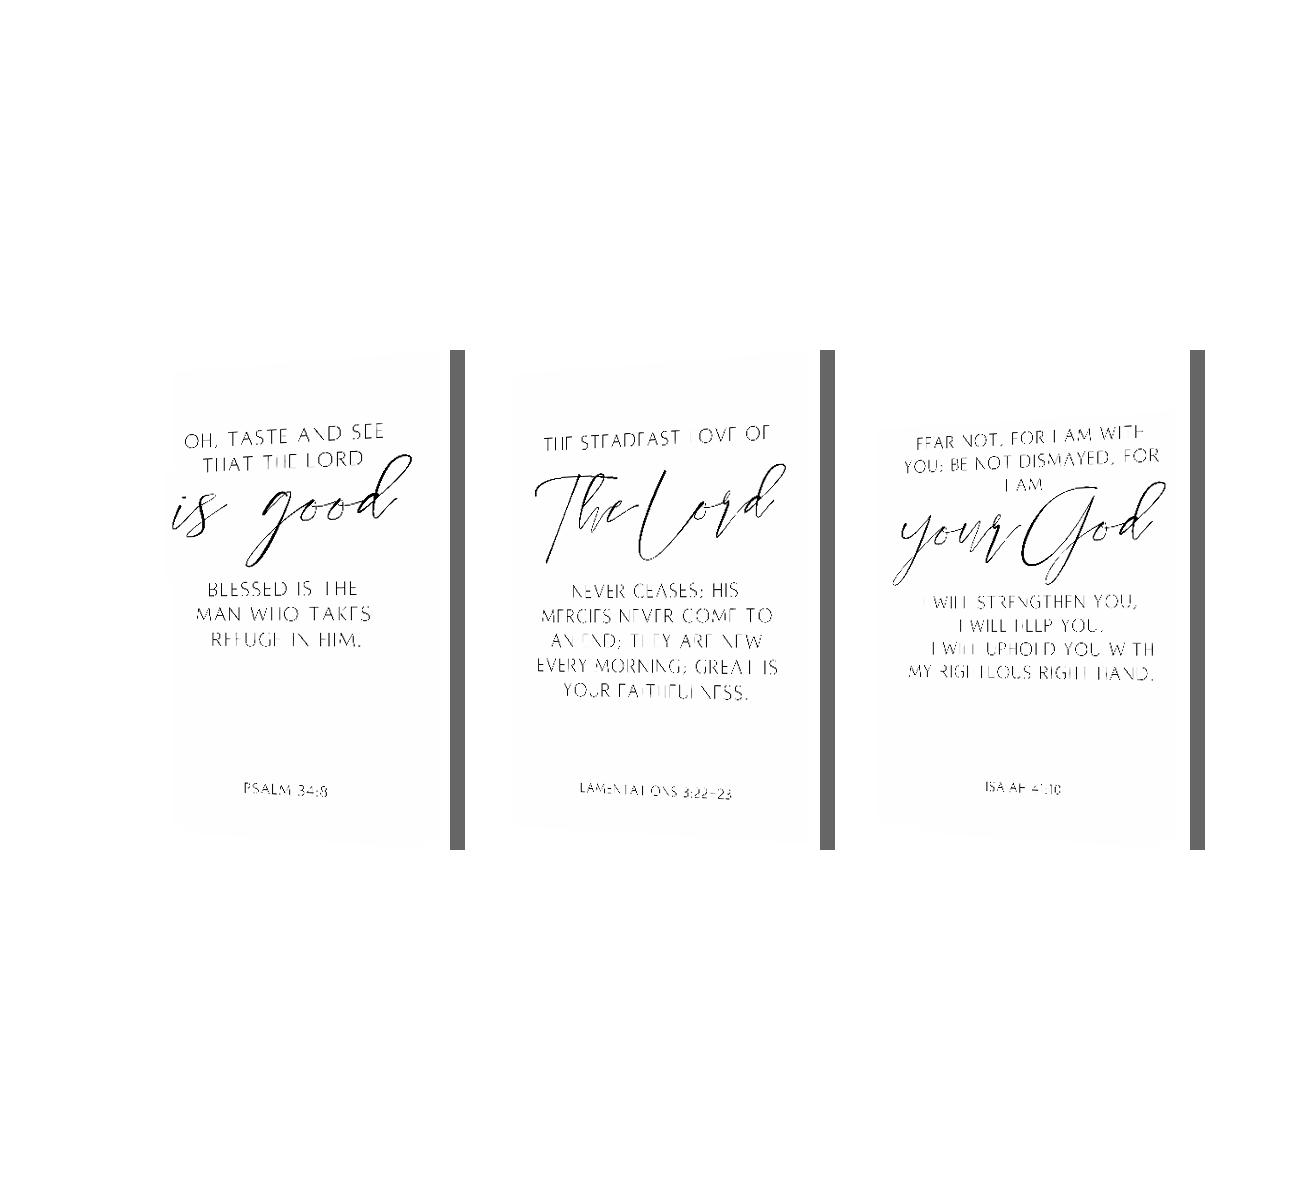 OH, TASTE AND SEE
THAT THE LORD
is good
BLESSED IS THE
MAN WHO TAKES
REFUGE IN HIM.
PSALM 34:8
THE STEADFAST LOVE OF
The Lord
NEVER CEASES; HIS
MERCIES NEVER COME TO
AN END; THEY ARE NEW
EVERY MORNING; GREAT IS
YOUR FAITHFULNESS.
LAMENTATIONS 3:22-23
FEAR NOT, FOR I AM WITH
YOU; BE NOT DISMAYED, FOR
I AM
your God
I WILL STRENGTHEN YOU,
I WILL HELP YOU,
I WILL UPHOLD YOU WITH
MY RIGHTEOUS RIGHT HAND.
ISAIAH 41:10